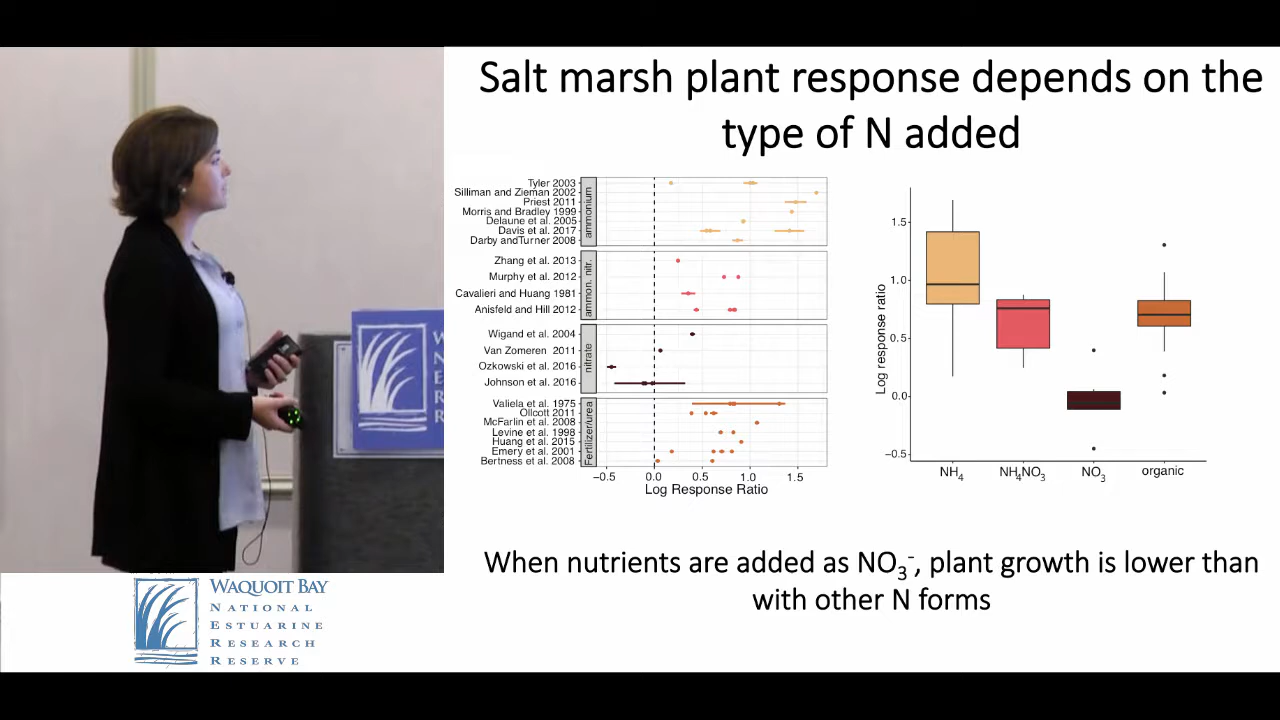 Salt marsh plant response depends on the
type of N added
Tyler 2003
Silliman and Zieman 2002
Priest 2011
Morris and Bradley 1999
Delaune et al. 2005
Davis et al. 2017
Darby andTurner 2008
ammonium
Zhang et al. 2013
Murphy et al. 2012
Cavalieri and Huang 1981
Anisfeld and Hill 2012
ammon. nitr.
Wigand et al. 2004
Van Zomeren 2011
Ozkowski et al. 2016
Johnson et al. 2016
nitrate
Valiela et al. 1975
Ollcott 2011
McFarlin et al. 2008
Levine et al. 1998
Huang et al. 2015
Emery et al. 2001
Bertness et al. 2008
Fertilizer/urea
−0.5 0.0 0.5 1.0 1.5
Log Response Ratio
Log response ratio
1.5
1.0
0.5
0.0
−0.5
NH₄ NH₄NO₃ NO₃ organic
When nutrients are added as NO₃⁻, plant growth is lower than
with other N forms
W
N
E
R
R
WAQUOIT BAY
NATIONAL
ESTUARINE
RESEARCH
RESERVE